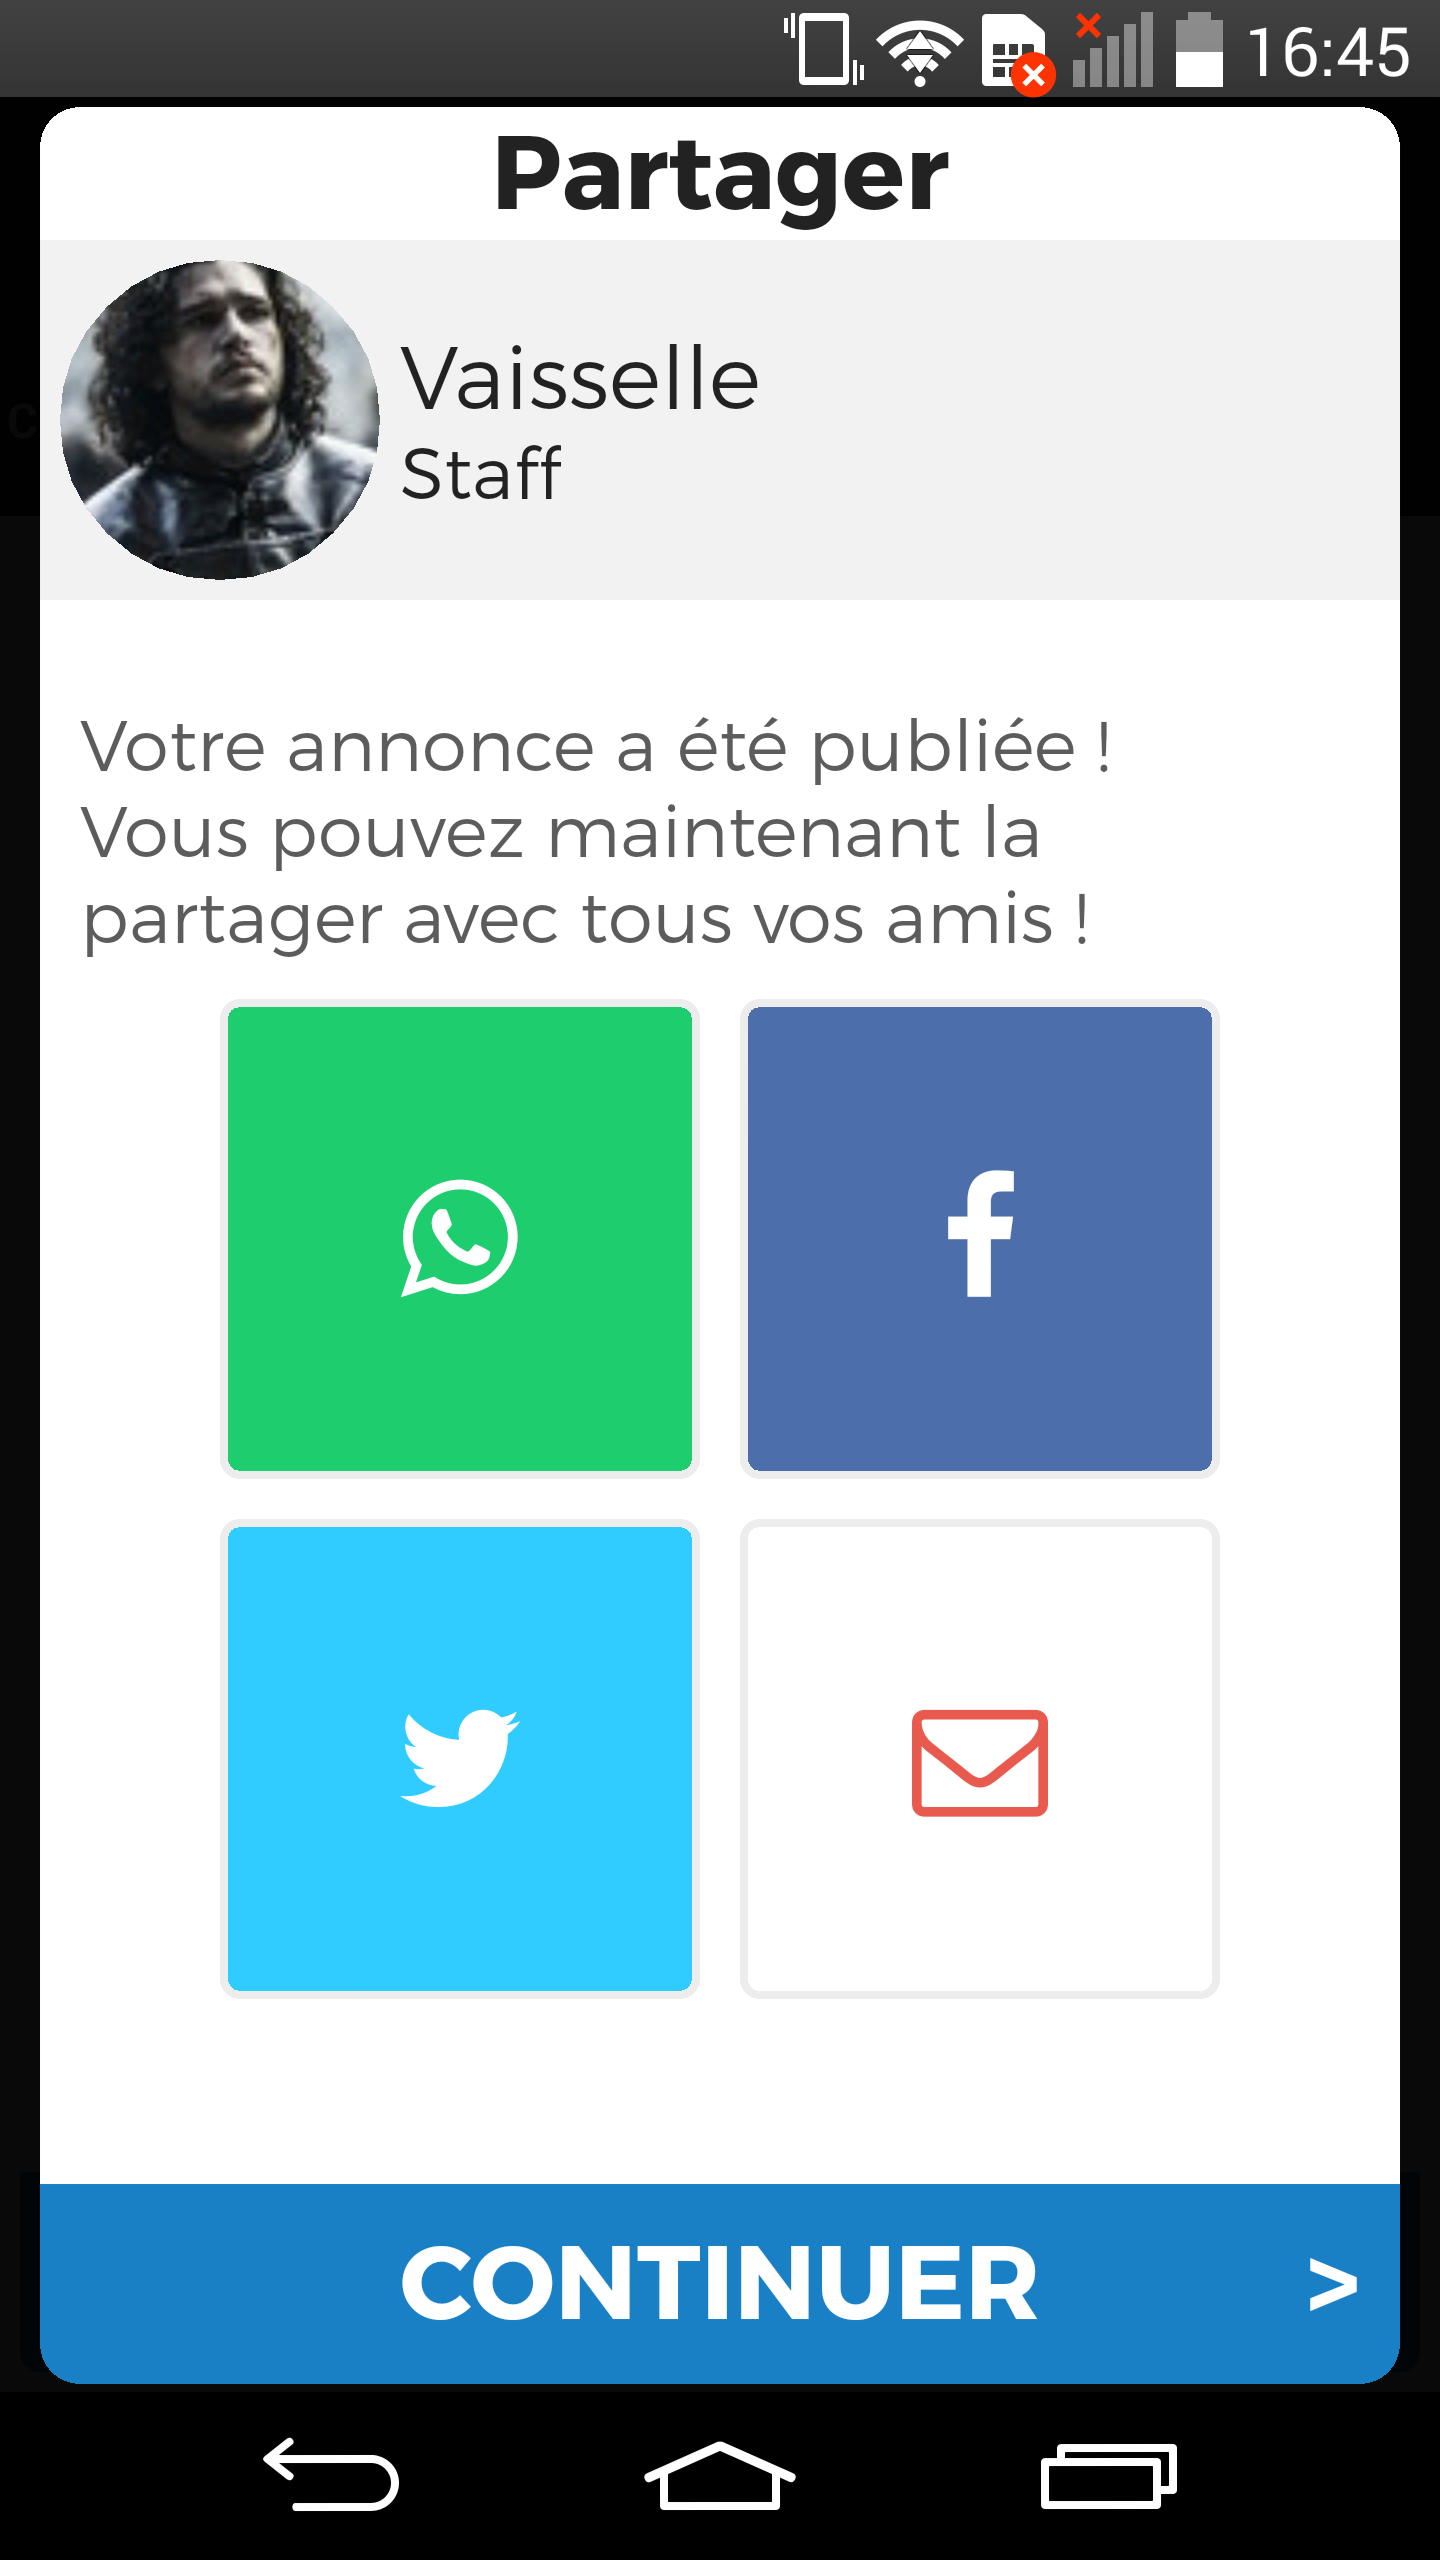 16:45
Partager
Vaisselle
Staff
Votre annonce a été publiée !
Vous pouvez maintenant la
partager avec tous vos amis !
CONTINUER >